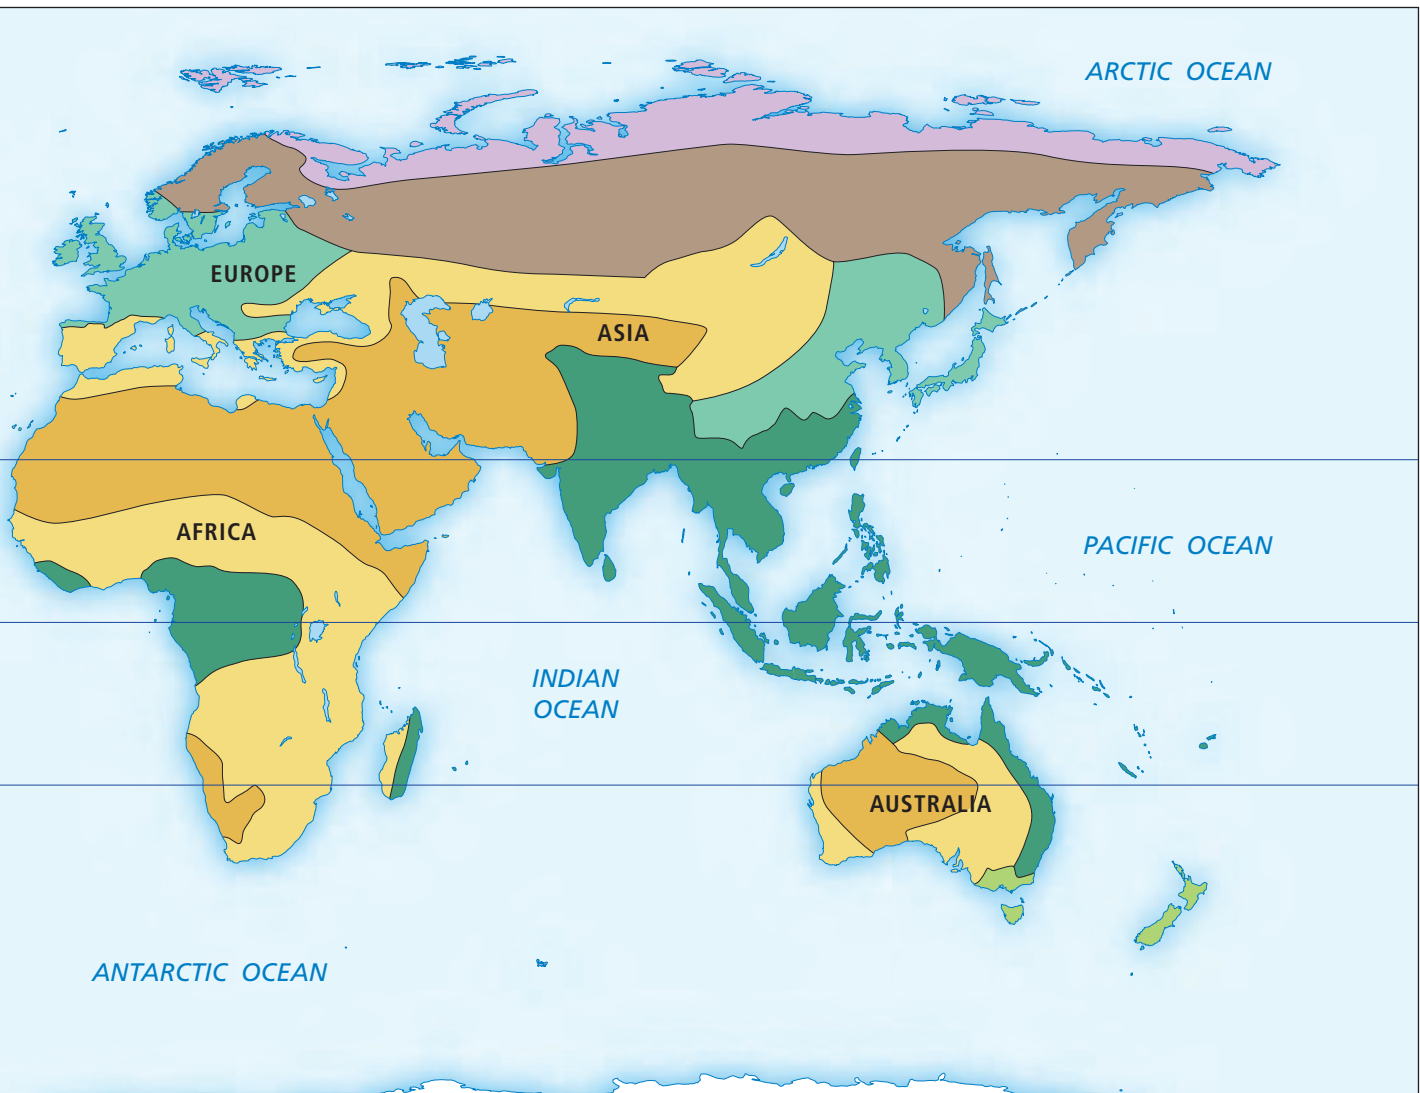 ARCTIC OCEAN
EUROPE
ASIA
AFRICA
PACIFIC OCEAN
INDIAN
OCEAN
AUSTRALIA
ANTARCTIC OCEAN